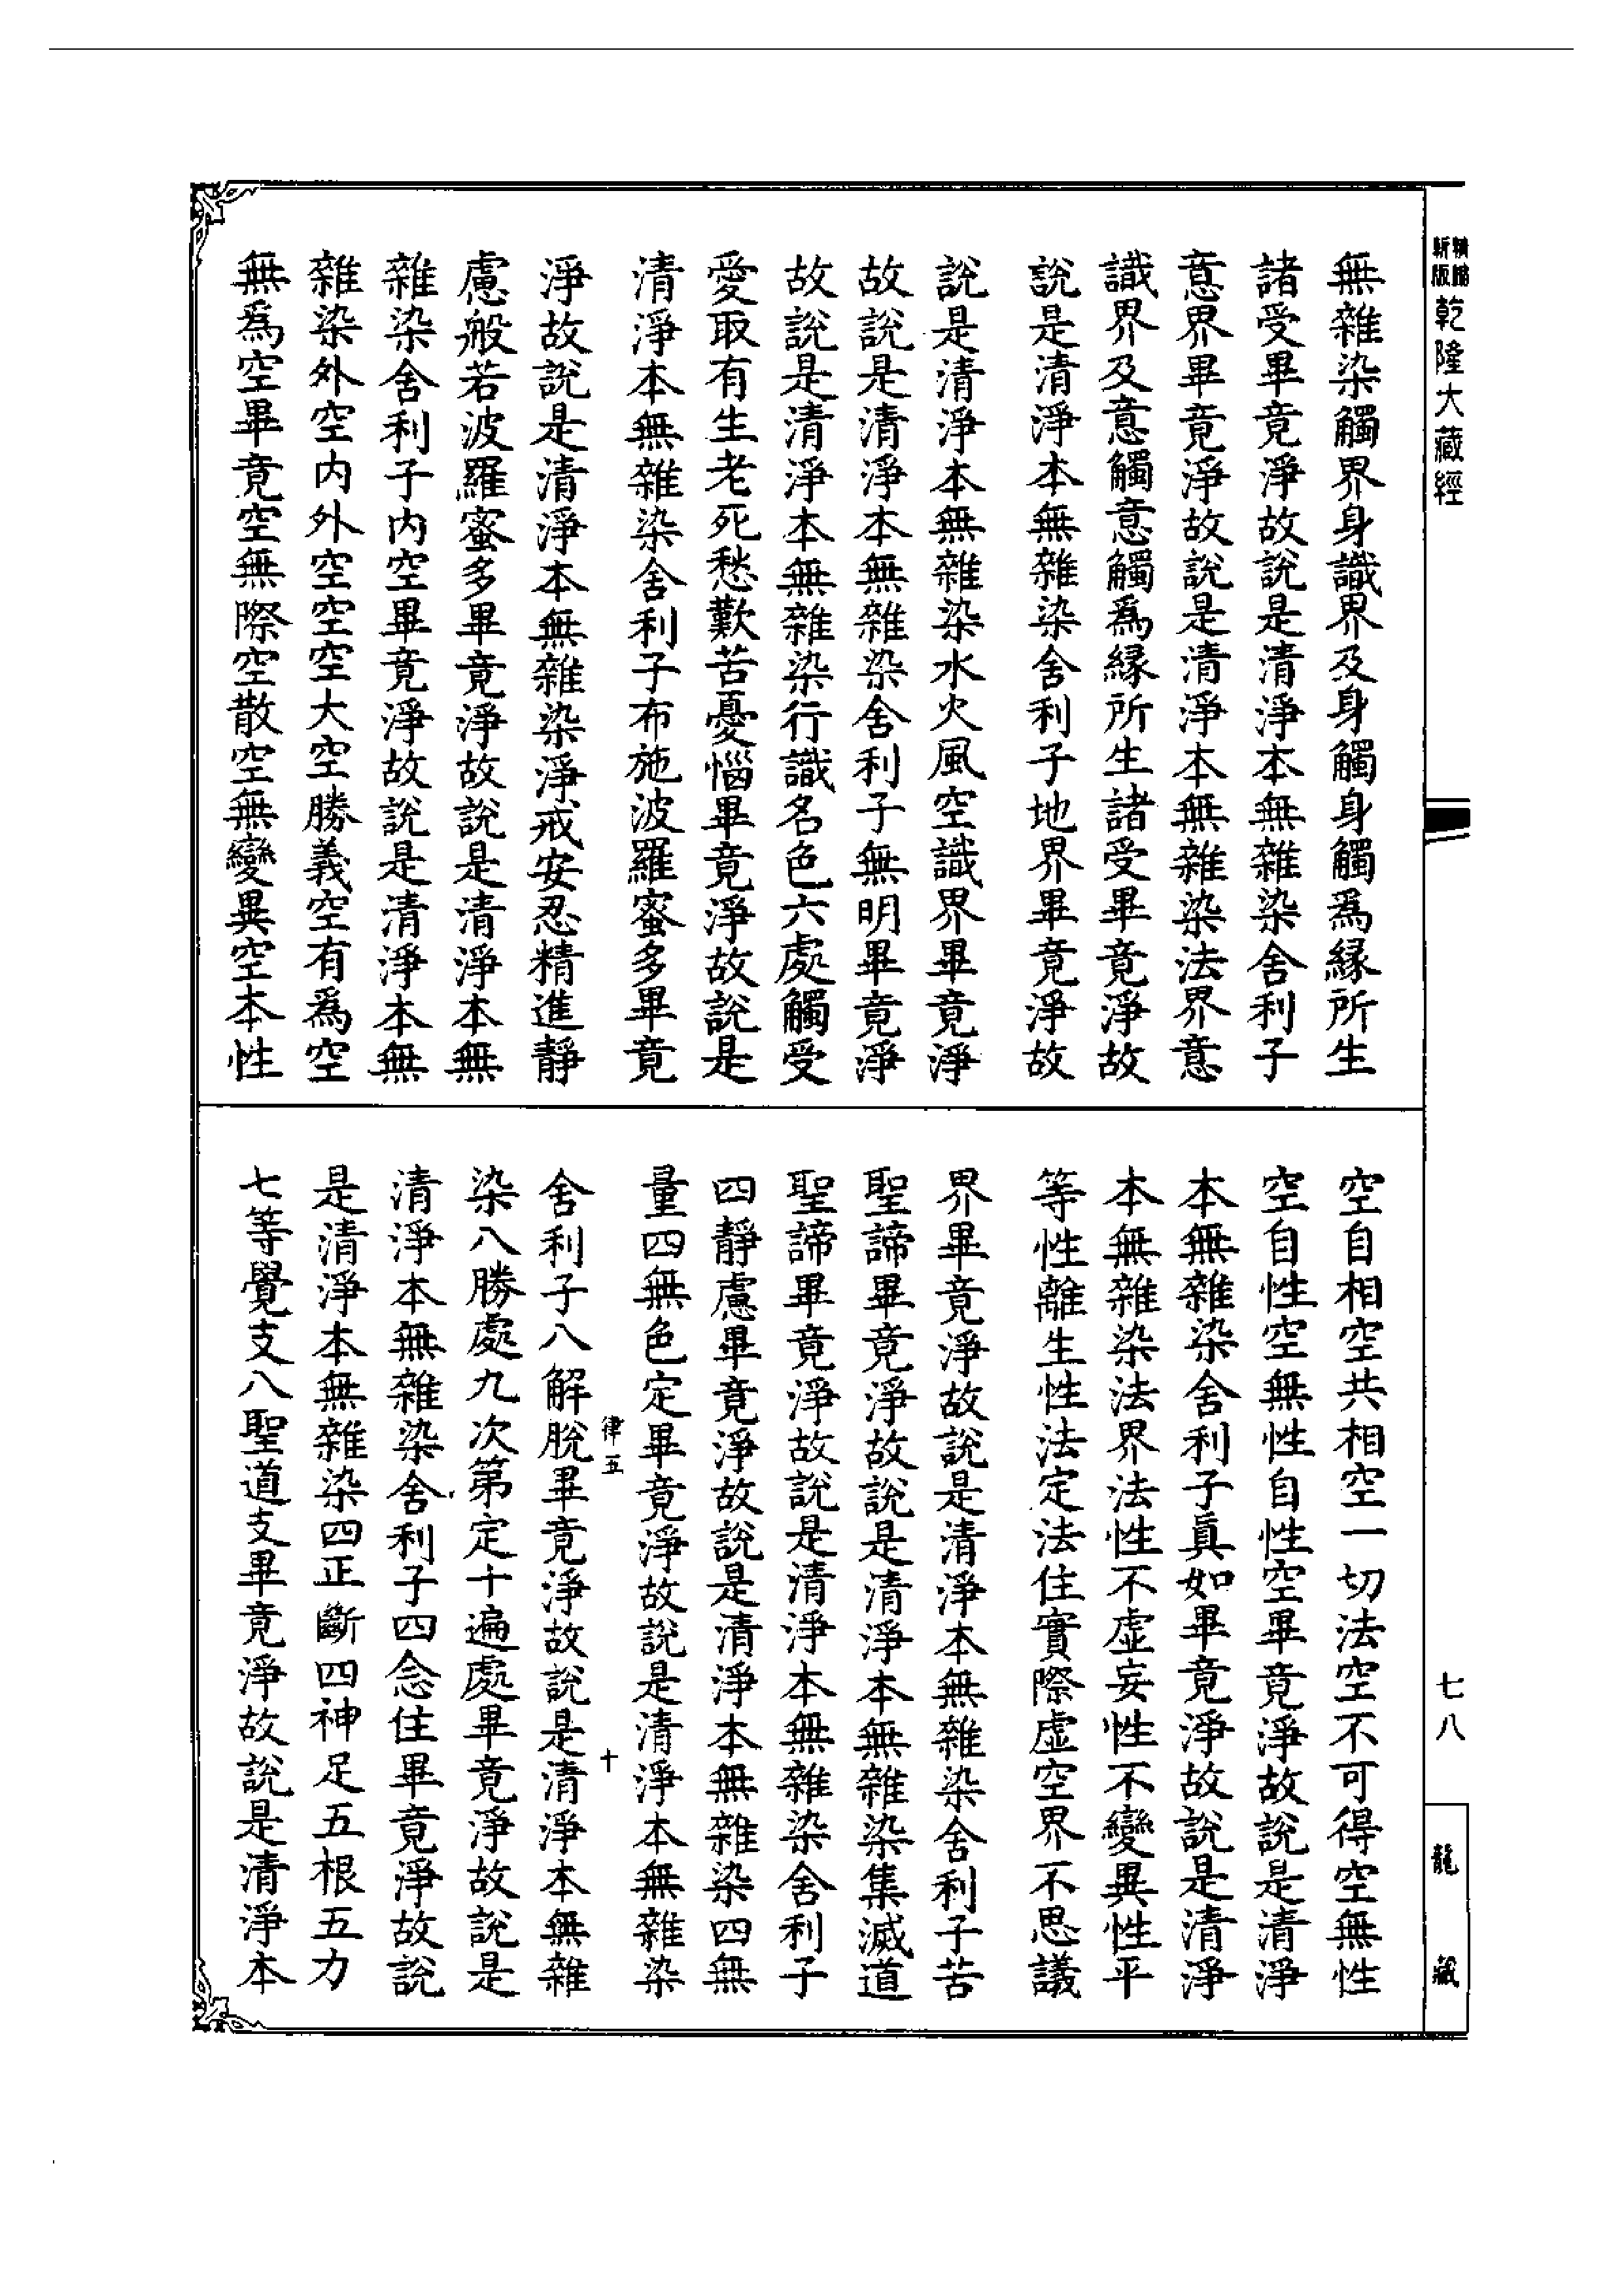 新版
精縮
乾隆大藏經
七八
龍藏
無雜染觸界身識界及身觸身觸爲緣所生
諸受畢竟淨故說是清淨本無雜染舍利子
意界畢竟淨故說是清淨本無雜染法界意
識界及意觸意觸爲緣所生諸受畢竟淨故
說是清淨本無雜染舍利子地界畢竟淨故
說是清淨本無雜染水火風空識界畢竟淨
故說是清淨本無雜染舍利子無明畢竟淨
故說是清淨本無雜染行識名色六處觸受
愛取有生老死愁歎苦憂惱畢竟淨故說是
清淨本無雜染舍利子布施波羅蜜多畢竟
淨故說是清淨本無雜染淨戒安忍精進靜
慮般若波羅蜜多畢竟淨故說是清淨本無
雜染舍利子內空畢竟淨故說是清淨本無
雜染外空內外空空空大空勝義空有爲空
無爲空畢竟空無際空散空無變異空本性
空自相空共相空一切法空不可得空無性
空自性空無性自性空畢竟淨故說是清淨
本無雜染舍利子真如畢竟淨故說是清淨
本無雜染法界法性不虛妄性不變異性平
等性離生性法定法住實際虛空界不思議
界畢竟淨故說是清淨本無雜染舍利子苦
聖諦畢竟淨故說是清淨本無雜染集滅道
聖諦畢竟淨故說是清淨本無雜染舍利子
四靜慮畢竟淨故說是清淨本無雜染四無
量四無色定畢竟淨故說是清淨本無雜染
律五 十
舍利子八解脫畢竟淨故說是清淨本無雜
染八勝處九次第定十遍處畢竟淨故說是
清淨本無雜染舍利子四念住畢竟淨故說
是清淨本無雜染四正斷四神足五根五力
七等覺支八聖道支畢竟淨故說是清淨本